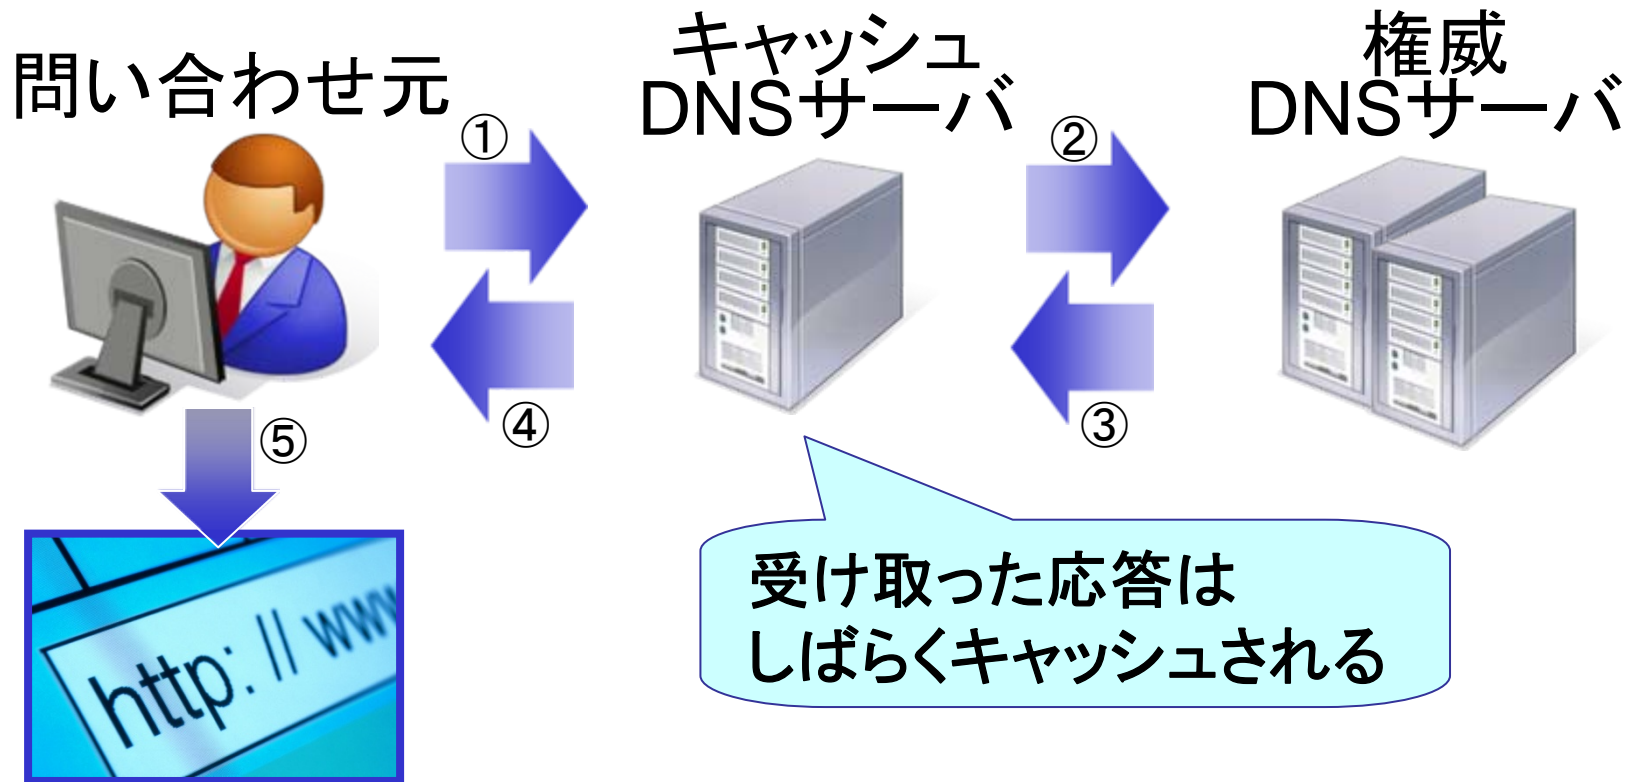 問い合わせ元
キャッシュ
DNSサーバ
権威
DNSサーバ
①
②
④
③
⑤
受け取った応答は
しばらくキャッシュされる
http: // www